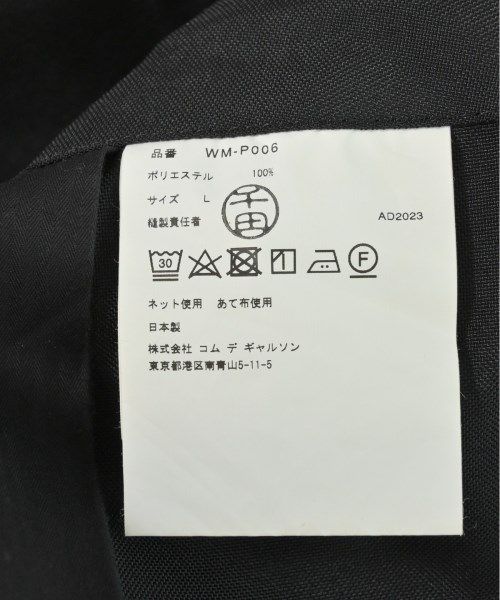 品番 WM-P006
ポリエステル 100%
サイズ L
縫製責任者 千田 AD2023
30 F
ネット使用 あて布使用
日本製
株式会社 コム デ ギャルソン
東京都港区南青山5-11-5